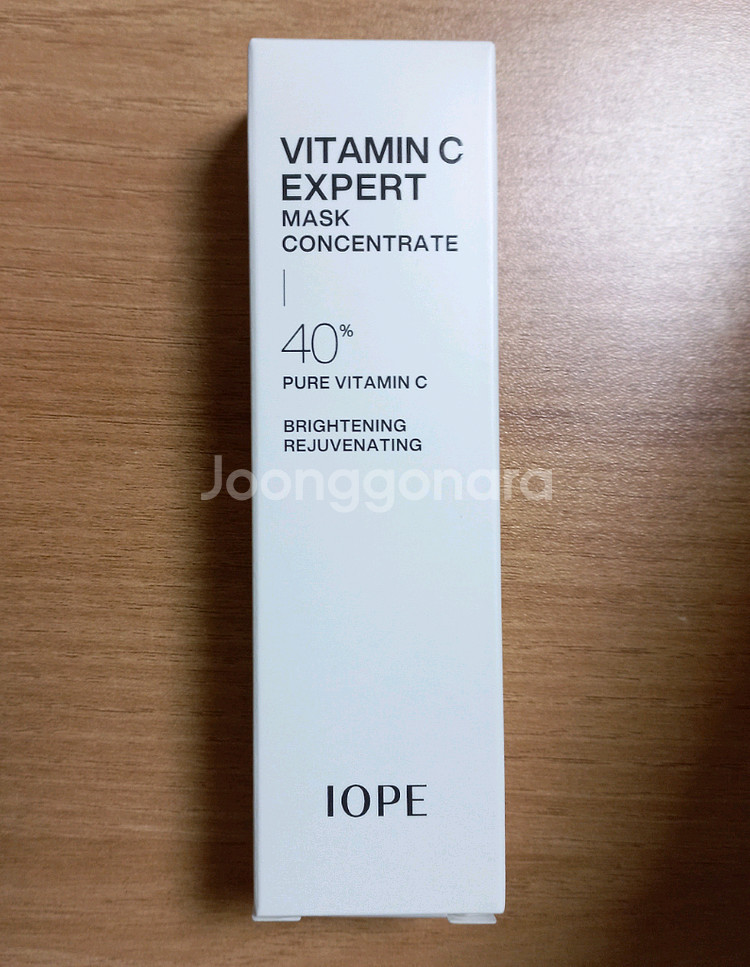 VITAMIN C
EXPERT
MASK
CONCENTRATE
40%
PURE VITAMIN C
BRIGHTENING
REJUVENATING
Joonggonara
IOPE